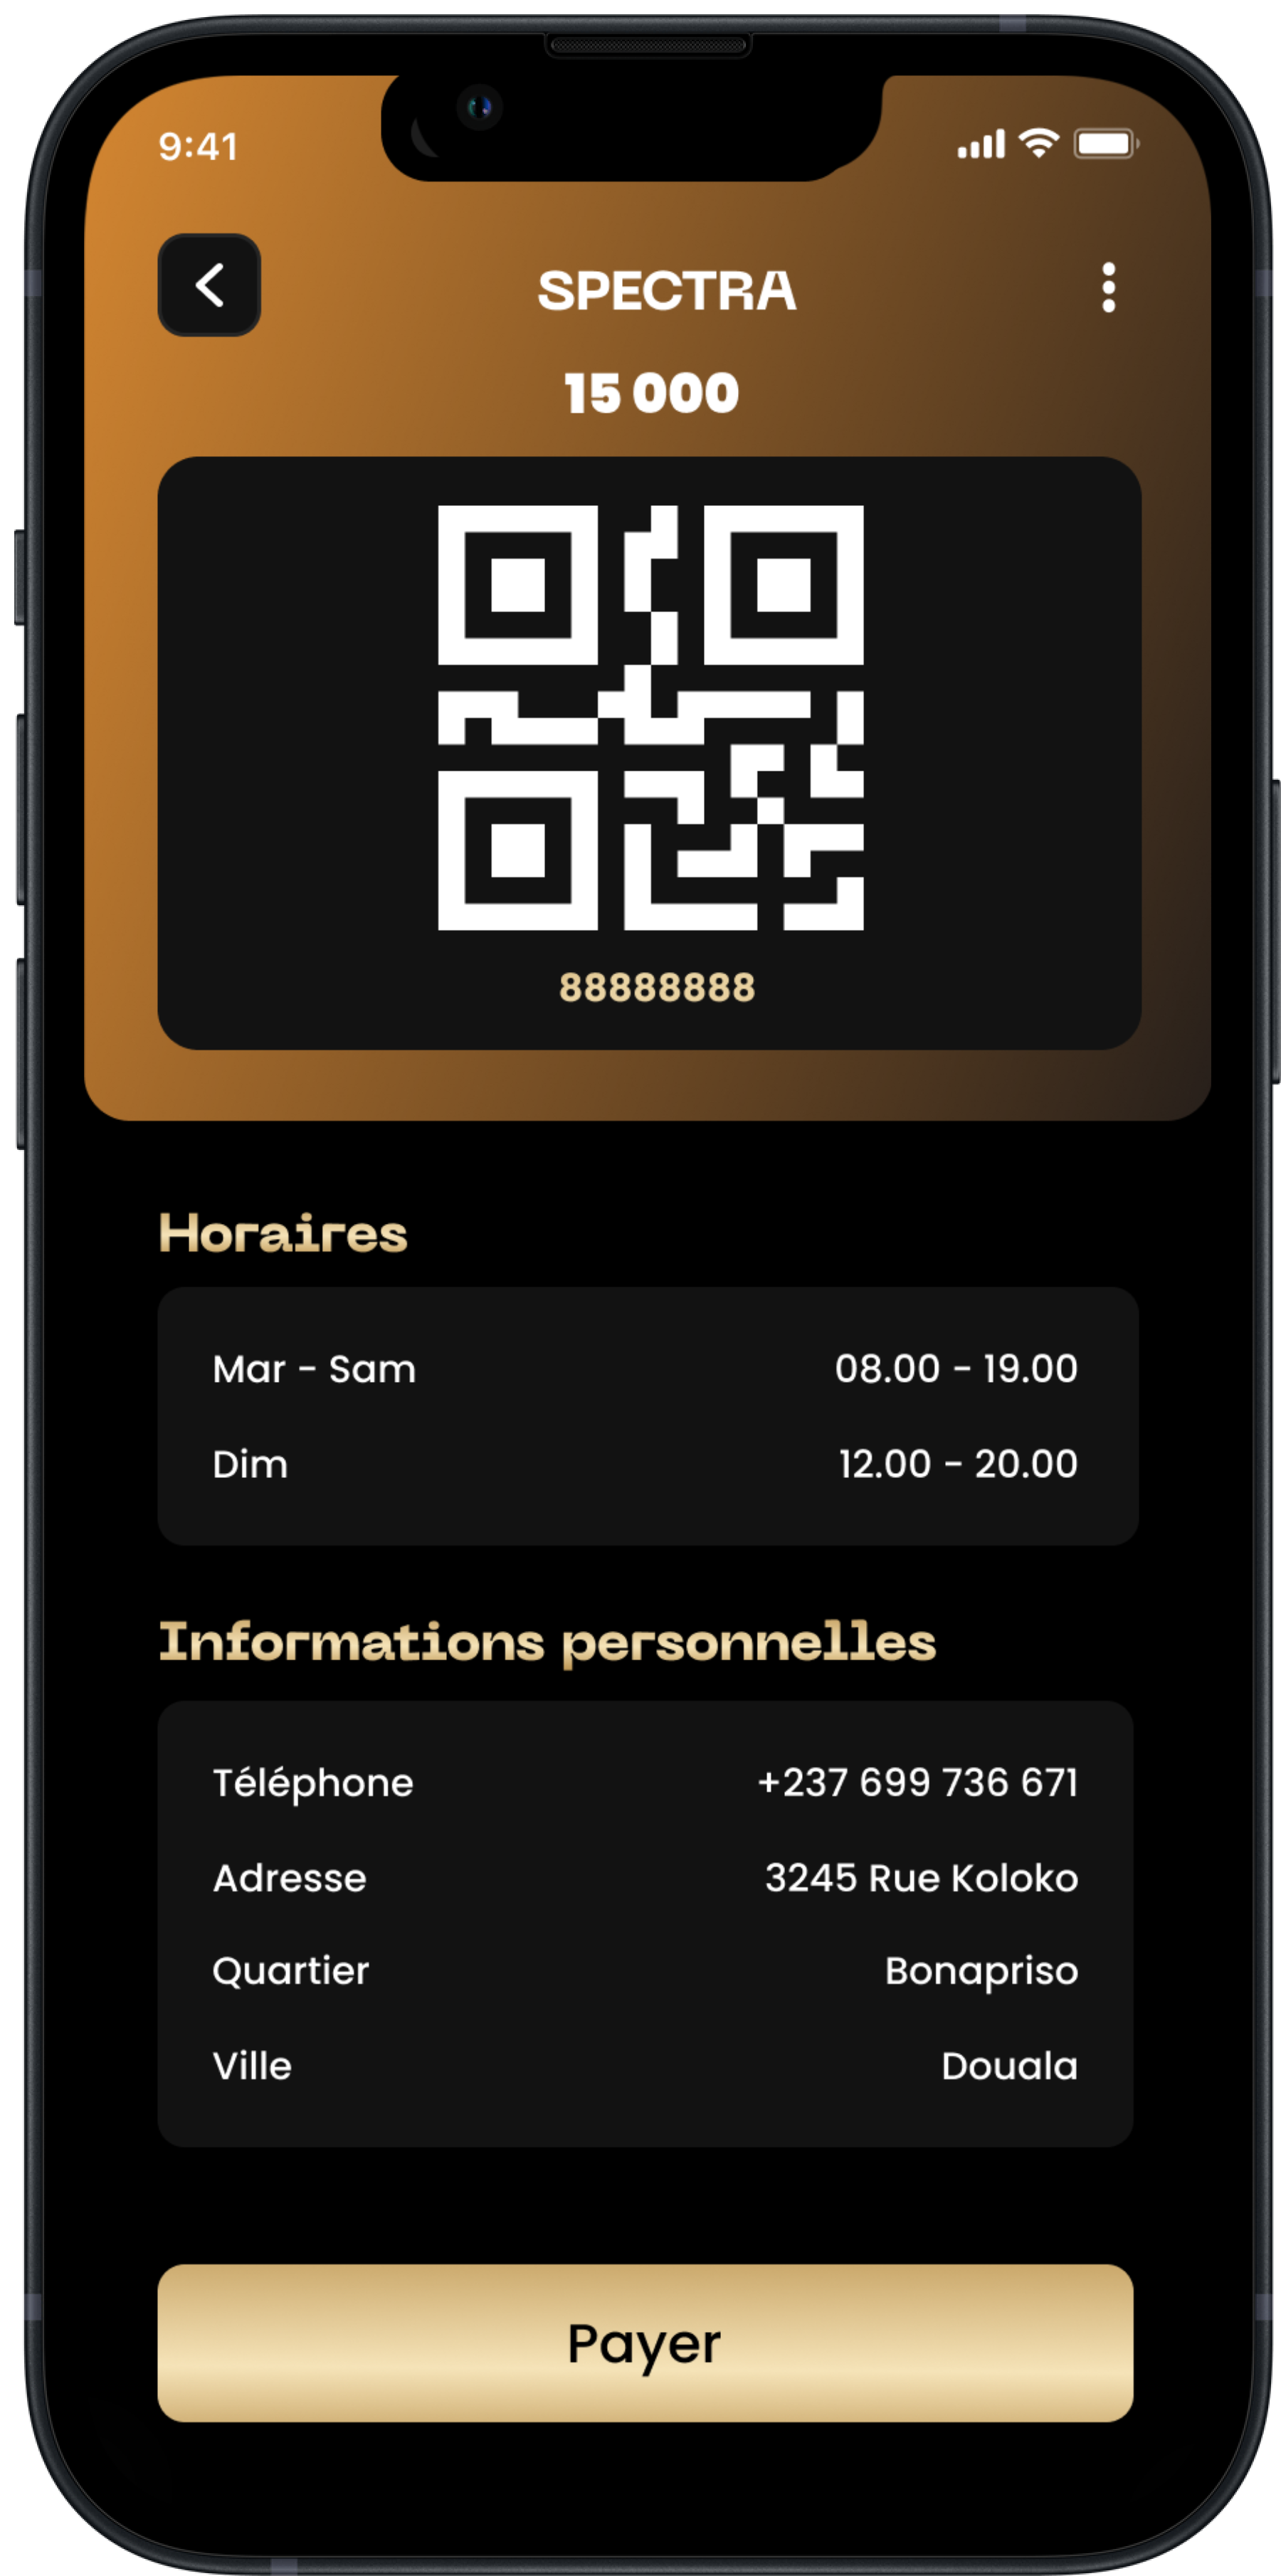 9:41
SPECTRA
15 000
88888888
Horaires
Mar - Sam 08.00 - 19.00
Dim 12.00 - 20.00
Informations personnelles
Téléphone +237 699 736 671
Adresse 3245 Rue Koloko
Quartier Bonapriso
Ville Douala
Payer